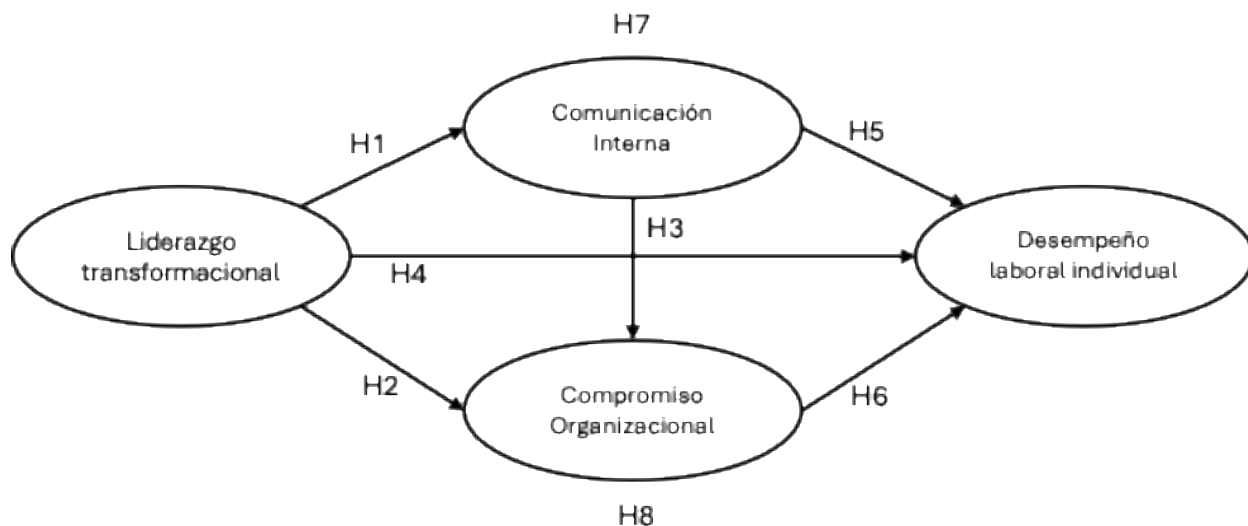 H7
Comunicación
Interna
H1
H5
Liderazgo
transformacional
H3
H4
Desempeño
laboral individual
H2
Compromiso
Organizacional
H6
H8